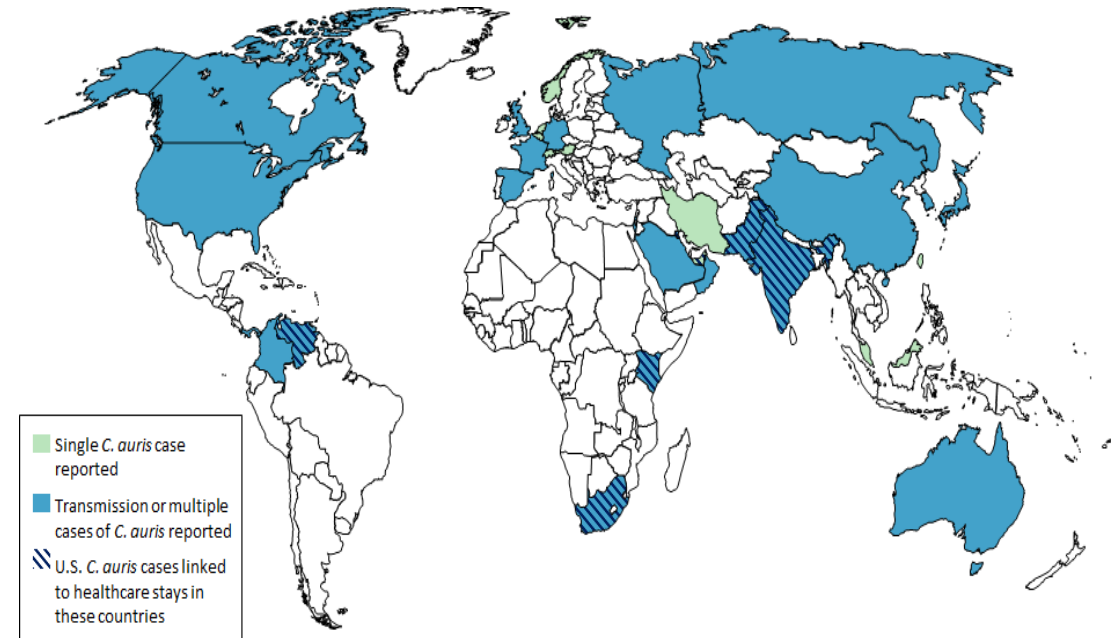 Single C. auris case
reported
Transmission or multiple
cases of C. auris reported
U.S. C. auris cases linked
to healthcare stays in
these countries